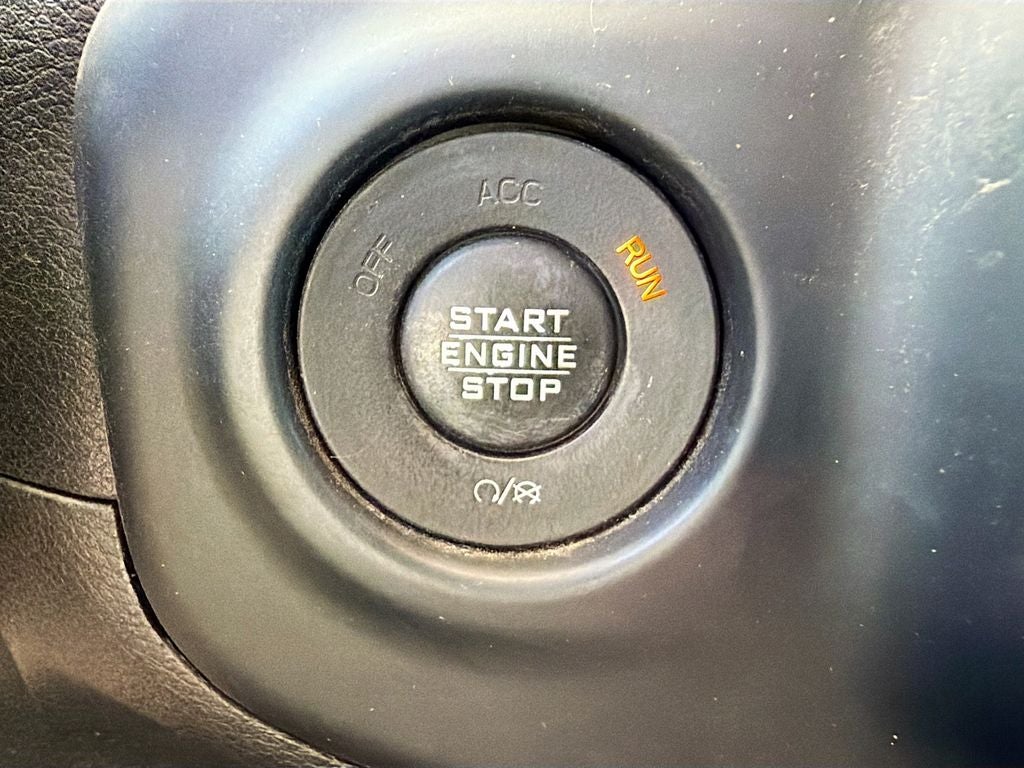 ACC
OFF
RUN
START
ENGINE
STOP